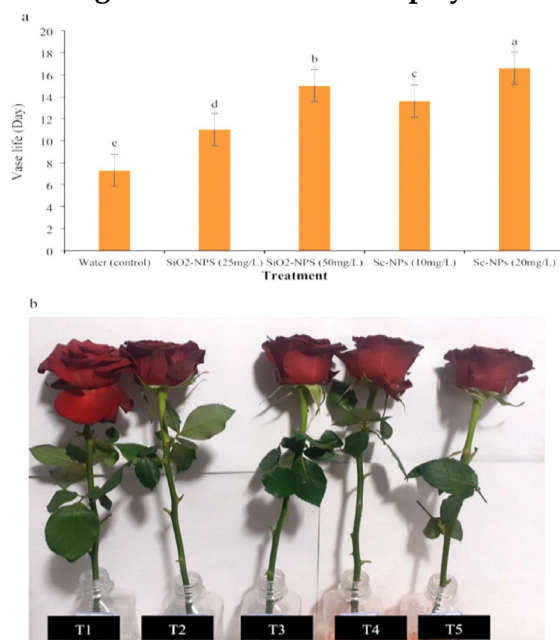 a
20
18
16
14
12
10
8
6
4
2
0
Vase life (Day)
e
d
b
c
a
Water (control) SiO2-NPS (25mg/L) SiO2-NPS (50mg/L) Se-NPs (10mg/L) Se-NPs (20mg/L)
Treatment
b
T1 T2 T3 T4 T5